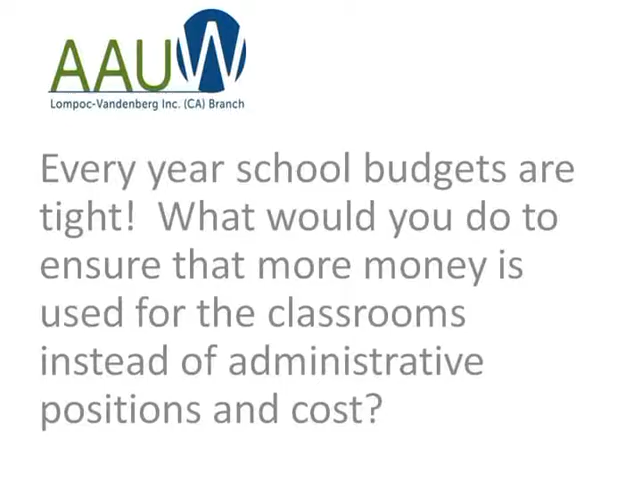 AAUW
Lompoc-Vandenberg Inc. (CA) Branch
Every year school budgets are
tight!  What would you do to
ensure that more money is
used for the classrooms
instead of administrative
positions and cost?